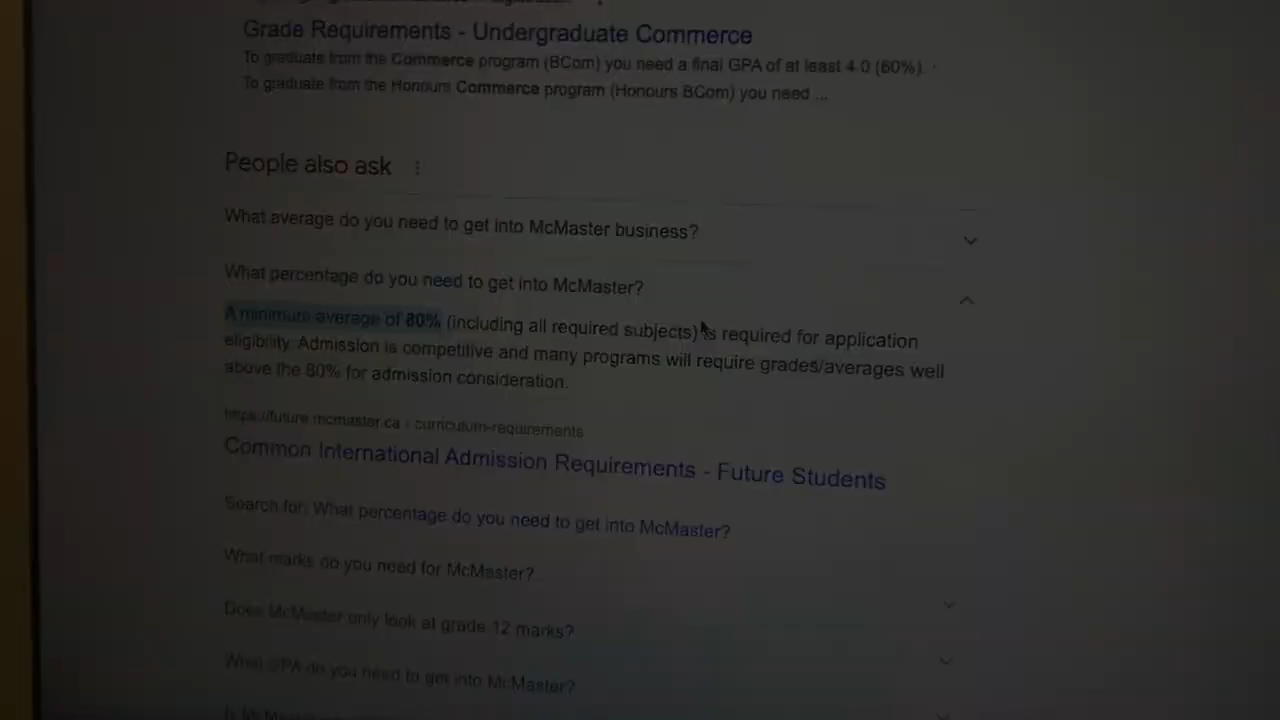 Grade Requirements - Undergraduate Commerce
To graduate from the Commerce program (BCom) you need a final GPA of at least 4.0 (60%). ·
To graduate from the Honours Commerce program (Honours BCom) you need ...
People also ask
What average do you need to get into McMaster business?
What percentage do you need to get into McMaster?
A minimum average of 80% (including all required subjects) is required for application
eligibility. Admission is competitive and many programs will require grades/averages well
above the 80% for admission consideration.
https://future.mcmaster.ca › curriculum-requirements
Common International Admission Requirements - Future Students
Search for: What percentage do you need to get into McMaster?
What marks do you need for McMaster?
Does McMaster only look at grade 12 marks?
What GPA do you need to get into McMaster?